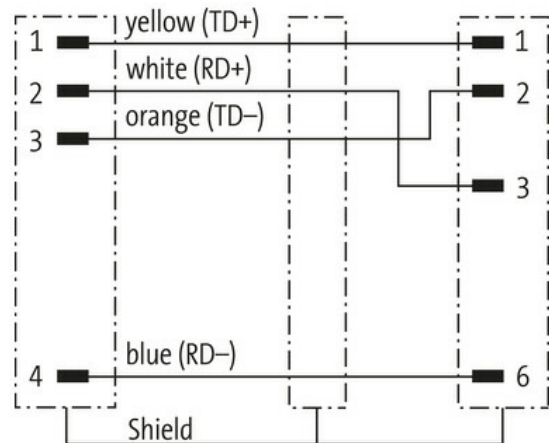 yellow (TD+)
1 1
white (RD+)
2 2
orange (TD–)
3
3
blue (RD–)
4 6
Shield